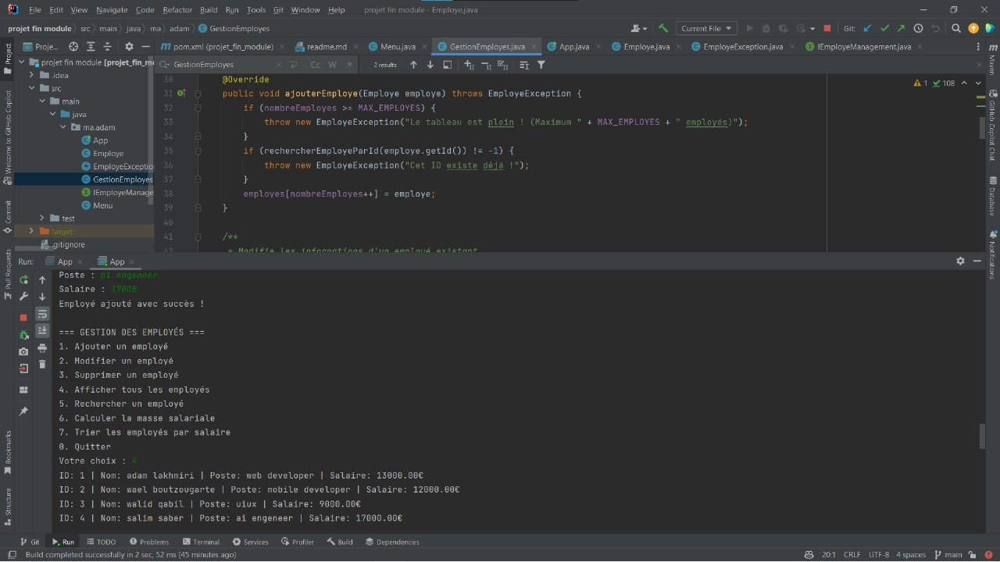 File Edit View Navigate Code Refactor Build Run Tools Git Window Help projet fin module - Employe.java
projet fin module src main java ma adam GestionEmployes
Current File Git:
Proje... pom.xml (projet_fin_module) readme.md Menu.java GestionEmployes.java App.java Employe.java EmployeException.java IEmployeManagement.java
GestionEmployes Cc W .* 2 results
Project
Welcome to GitHub Copilot
Commit
Pull Requests
Bookmarks
Structure
projet fin module [projet_fin_m
.idea
src
main
java
ma.adam
App
Employe
EmployeExceptio
GestionEmployes
IEmployeManage
Menu
test
target
.gitignore
1 108
30 @Override
31 public void ajouterEmploye(Employe employe) throws EmployeException {
32 if (nombreEmployes >= MAX_EMPLOYES) {
33 throw new EmployeException("Le tableau est plein ! (Maximum " + MAX_EMPLOYES + " employés)");
34 }
35 if (rechercherEmployeParId(employe.getId()) != -1) {
36 throw new EmployeException("Cet ID existe déjà !");
37 }
38 employes[nombreEmployes++] = employe;
39 }
40
41 /**
42 * Modifie les informations d'un employé existant
Maven
GitHub Copilot Chat
Database
Notifications
Run: App App
Poste : ai engeneer
Salaire : 17000
Employé ajouté avec succès !
=== GESTION DES EMPLOYÉS ===
1. Ajouter un employé
2. Modifier un employé
3. Supprimer un employé
4. Afficher tous les employés
5. Rechercher un employé
6. Calculer la masse salariale
7. Trier les employés par salaire
0. Quitter
Votre choix : 4
ID: 1 | Nom: adam lakhmiri | Poste: web developer | Salaire: 13000.00€
ID: 2 | Nom: wael boutzougarte | Poste: mobile developer | Salaire: 12000.00€
ID: 3 | Nom: walid qabil | Poste: uiux | Salaire: 9000.00€
ID: 4 | Nom: salim saber | Poste: ai engeneer | Salaire: 17000.00€
Git Run TODO Problems Terminal Services Profiler Build Dependencies
Build completed successfully in 2 sec, 52 ms (45 minutes ago) 20:1 CRLF UTF-8 4 spaces main